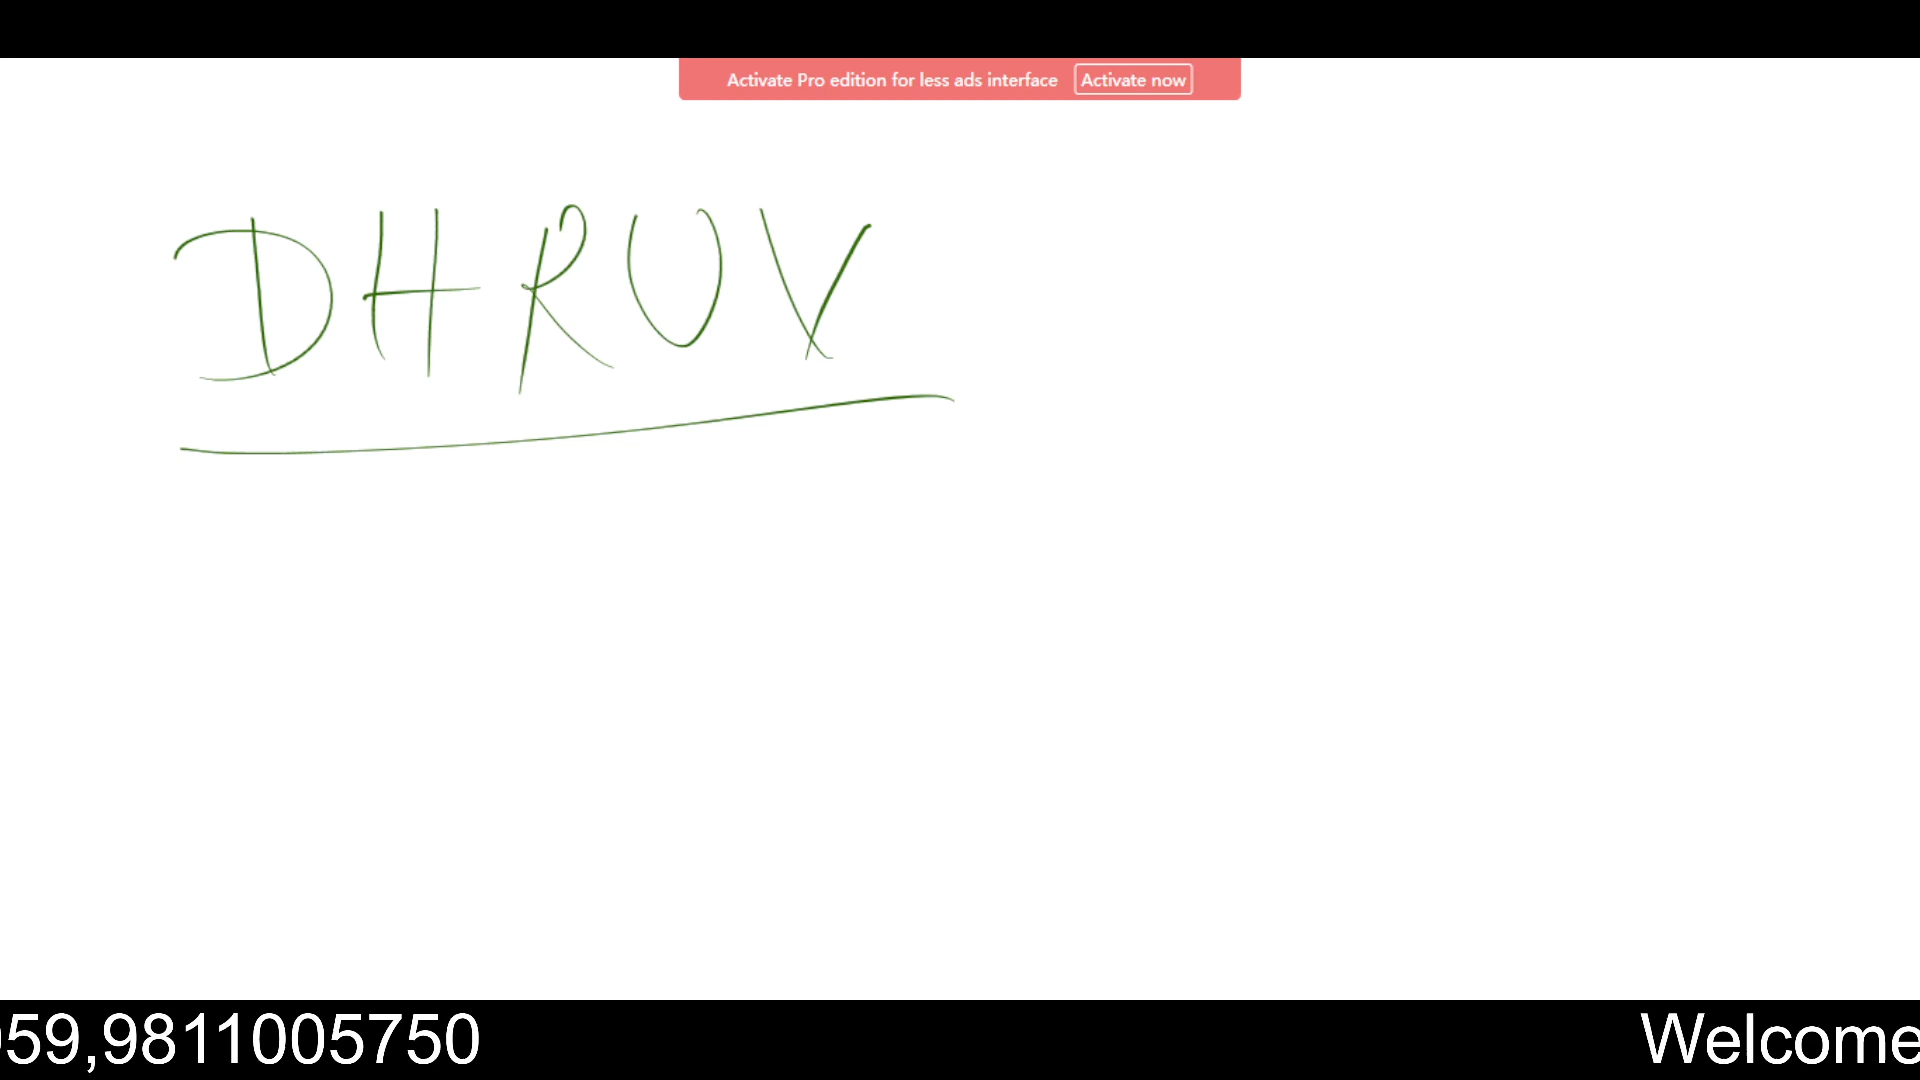 Activate Pro edition for less ads interface Activate now
DHRUV
59,9811005750 Welcome